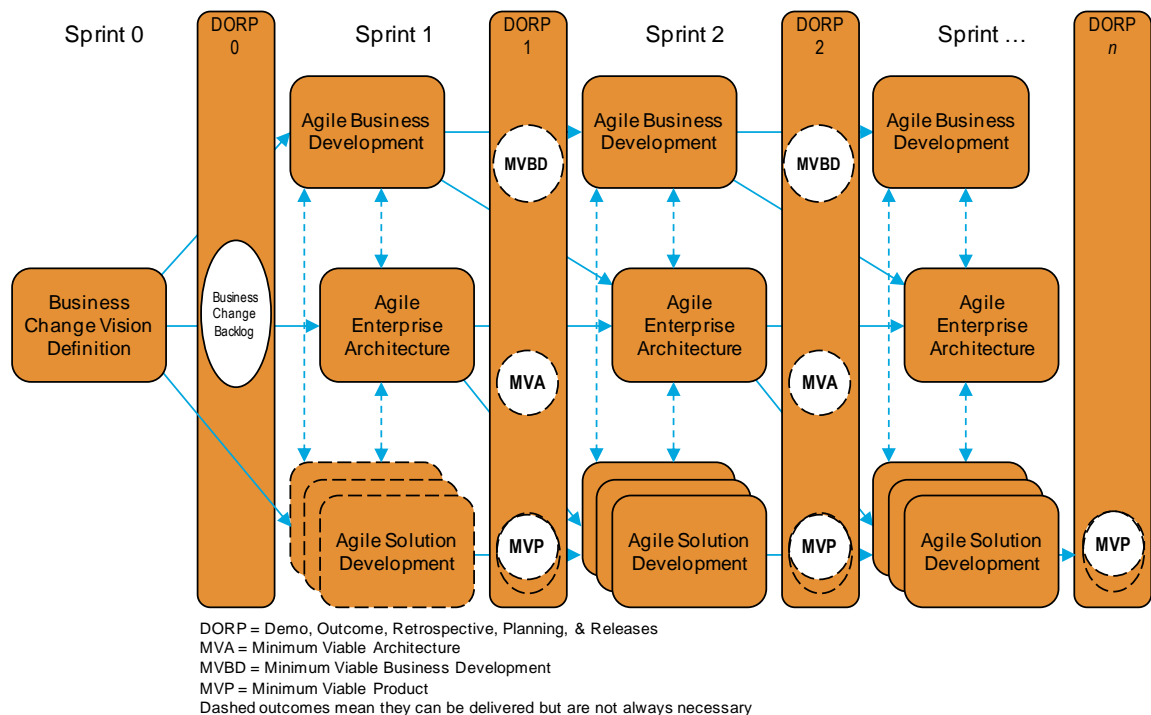 Sprint 0
DORP
0
Sprint 1
DORP
1
Sprint 2
DORP
2
Sprint …
DORP
n
Agile Business
Development
MVBD
Agile Business
Development
MVBD
Agile Business
Development
Business
Change Vision
Definition
Business
Change
Backlog
Agile
Enterprise
Architecture
MVA
Agile
Enterprise
Architecture
MVA
Agile
Enterprise
Architecture
Agile Solution
Development
MVP
Agile Solution
Development
MVP
Agile Solution
Development
MVP
DORP = Demo, Outcome, Retrospective, Planning, & Releases
MVA = Minimum Viable Architecture
MVBD = Minimum Viable Business Development
MVP = Minimum Viable Product
Dashed outcomes mean they can be delivered but are not always necessary